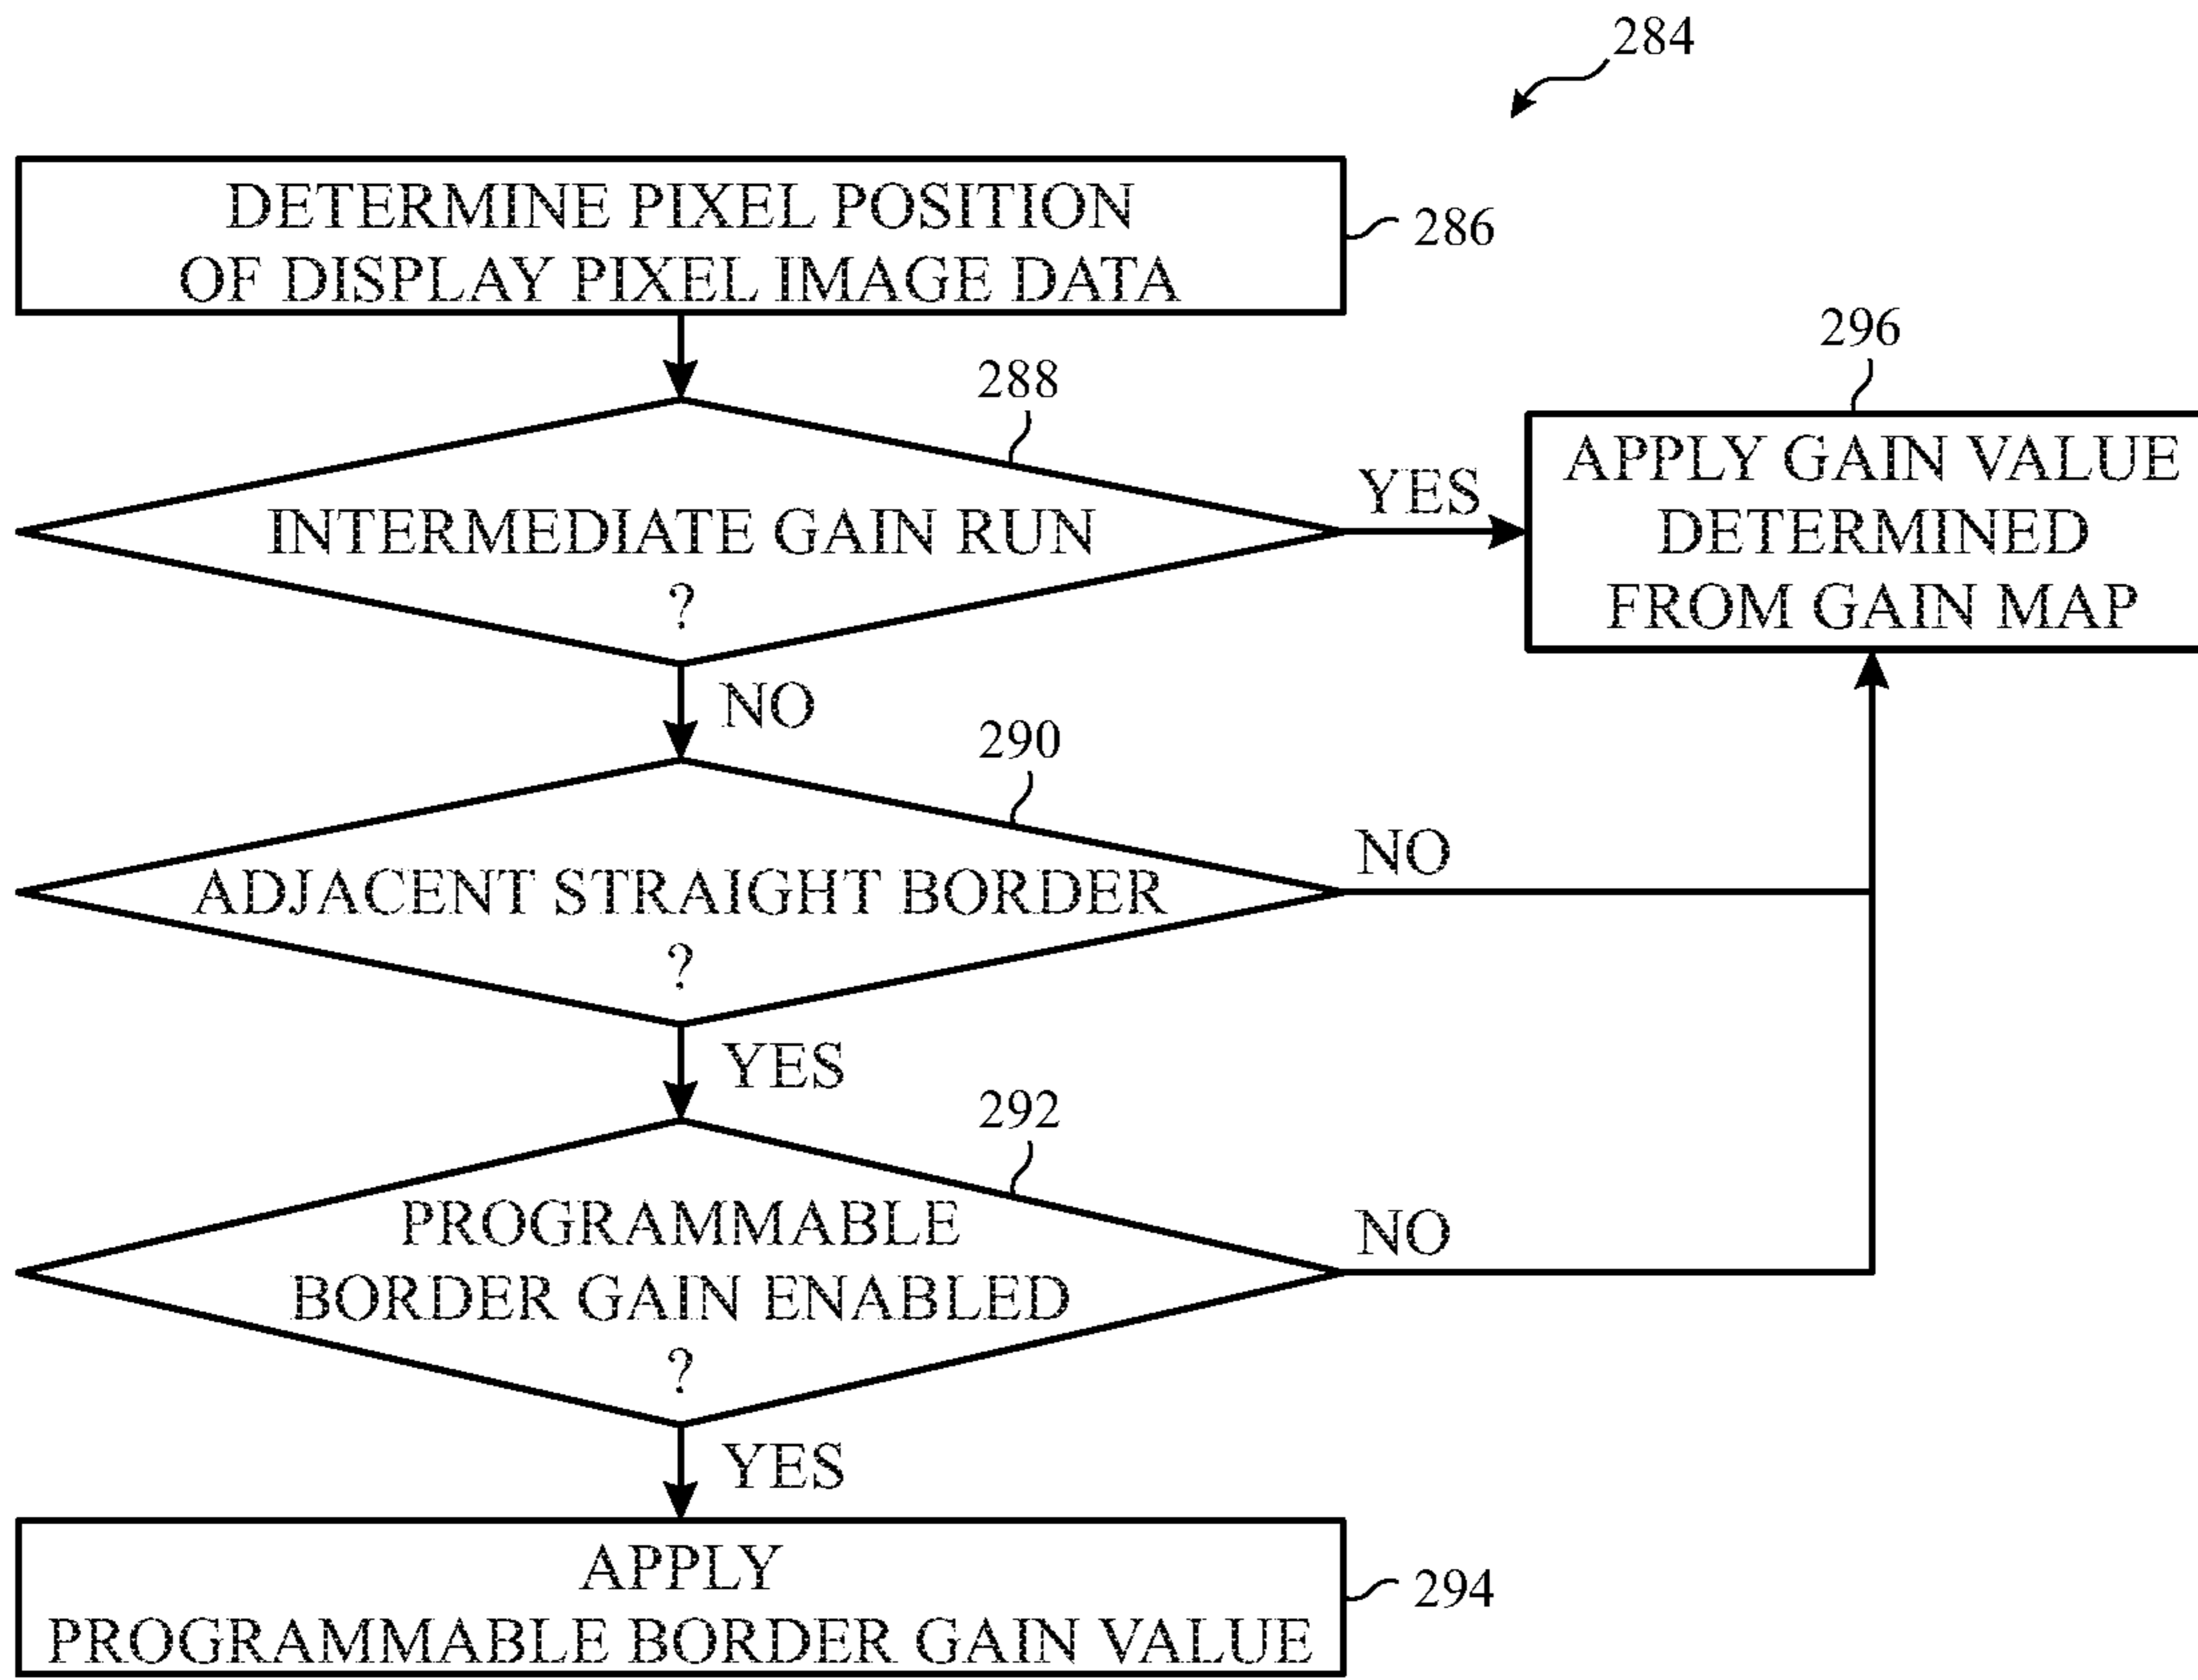 284
DETERMINE PIXEL POSITION
OF DISPLAY PIXEL IMAGE DATA
286
288
INTERMEDIATE GAIN RUN
?
YES
296
APPLY GAIN VALUE
DETERMINED
FROM GAIN MAP
NO
290
ADJACENT STRAIGHT BORDER
?
NO
YES
292
PROGRAMMABLE
BORDER GAIN ENABLED
?
NO
YES
APPLY
PROGRAMMABLE BORDER GAIN VALUE
294